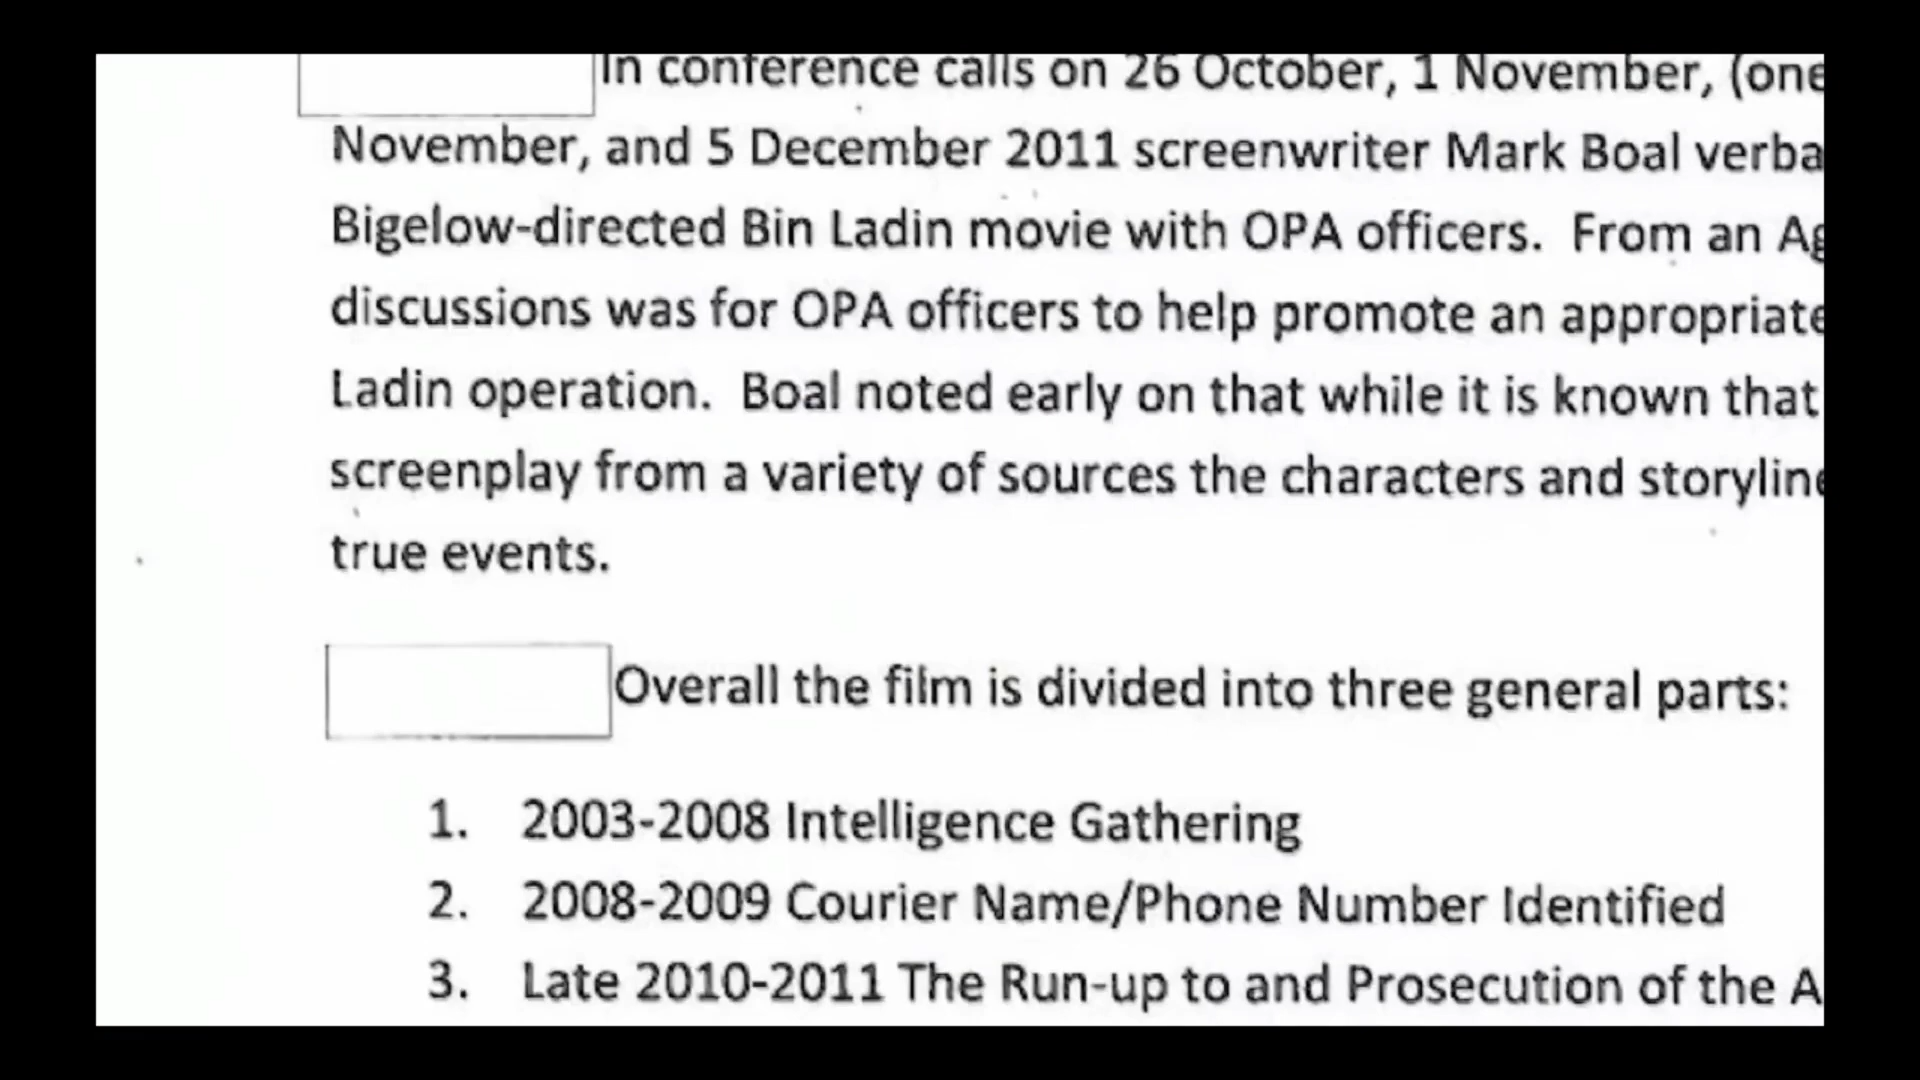 In conference calls on 26 October, 1 November, (one
November, and 5 December 2011 screenwriter Mark Boal verba
Bigelow-directed Bin Ladin movie with OPA officers. From an Ag
discussions was for OPA officers to help promote an appropriate
Ladin operation. Boal noted early on that while it is known that
screenplay from a variety of sources the characters and storyline
true events.
Overall the film is divided into three general parts:
1. 2003-2008 Intelligence Gathering
2. 2008-2009 Courier Name/Phone Number Identified
3. Late 2010-2011 The Run-up to and Prosecution of the A